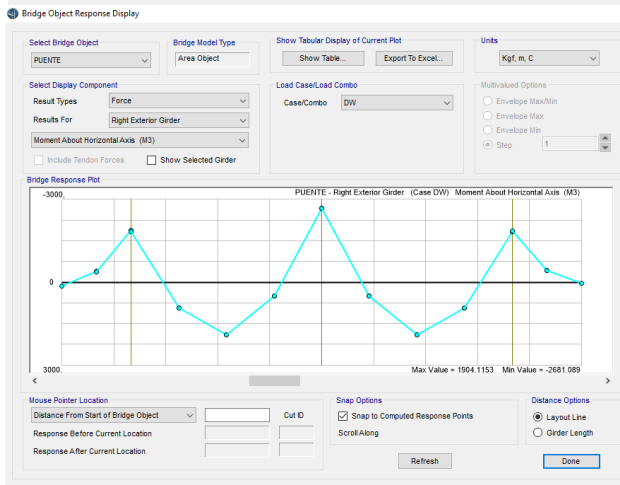 Bridge Object Response Display
Select Bridge Object
PUENTE
Bridge Model Type
Area Object
Show Tabular Display of Current Plot
Show Table...
Export To Excel...
Units
Kgf, m, C
Select Display Component
Result Types
Force
Results For
Right Exterior Girder
Moment About Horizontal Axis (M3)
Include Tendon Forces
Show Selected Girder
Load Case/Load Combo
Case/Combo
DW
Multivalued Options
Envelope Max/Min
Envelope Max
Envelope Min
Step
1
Bridge Response Plot
-3000,
PUENTE - Right Exterior Girder (Case DW) Moment About Horizontal Axis (M3)
0
3000.
Max Value = 1904.1153 Min Value = -2681.089
Mouse Pointer Location
Distance From Start of Bridge Object
Cut ID
Response Before Current Location
Response After Current Location
Snap Options
Snap to Computed Response Points
Scroll Along
Distance Options
Layout Line
Girder Length
Refresh
Done